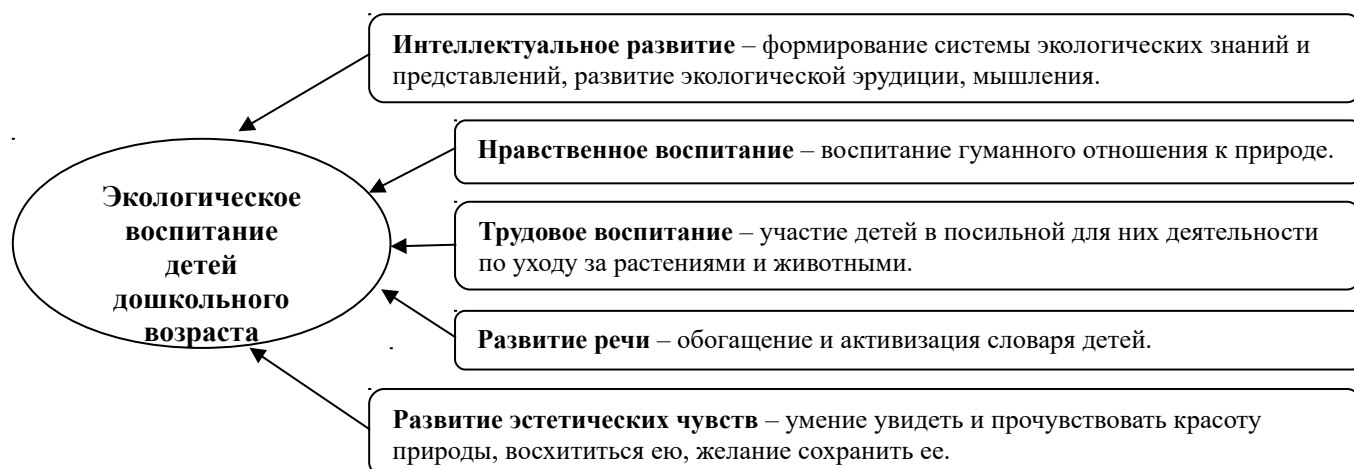 Интеллектуальное развитие – формирование системы экологических знаний и
представлений, развитие экологической эрудиции, мышления.
Нравственное воспитание – воспитание гуманного отношения к природе.
Экологическое
воспитание
детей
дошкольного
возраста
Трудовое воспитание – участие детей в посильной для них деятельности
по уходу за растениями и животными.
Развитие речи – обогащение и активизация словаря детей.
Развитие эстетических чувств – умение увидеть и прочувствовать красоту
природы, восхититься ею, желание сохранить ее.